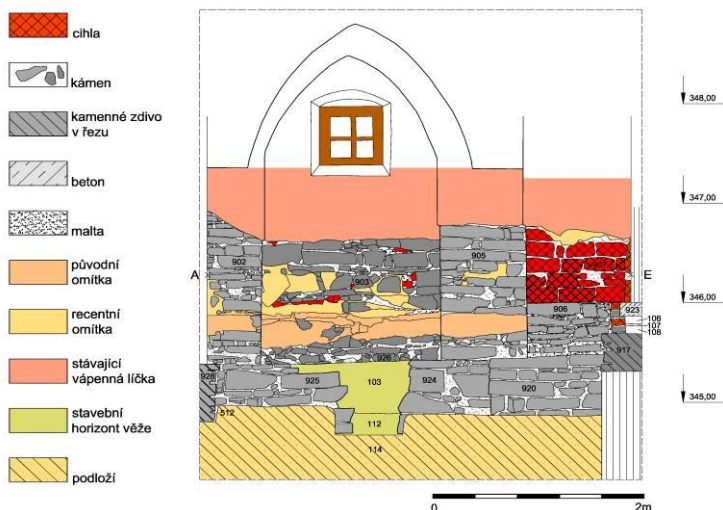 cihla
kámen
kamenné zdivo
v řezu
beton
malta
původní
omítka
recentní
omítka
stávající
vápenná líčka
stavební
horizont věže
podloží
348,00
347,00
346,00
345,00
A
E
902
903
905
907
906
923
106
107
108
917
926
928
925
103
924
920
512
112
114
0
2m